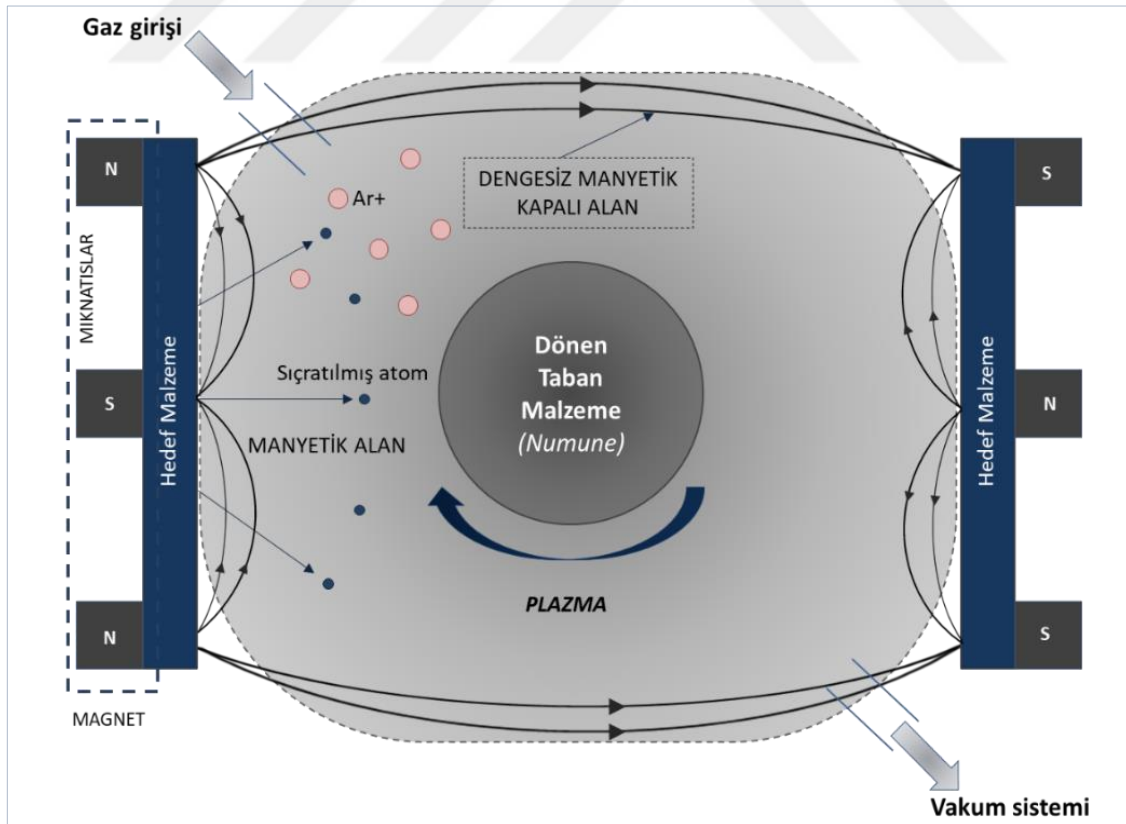 Gaz girişi
N
S
N
MIKNATISLAR
MAGNET
Hedef Malzeme
Ar+
DENGESİZ MANYETİK
KAPALI ALAN
Sıçratılmış atom
MANYETİK ALAN
Dönen
Taban
Malzeme
(Numune)
PLAZMA
Hedef Malzeme
S
N
S
Vakum sistemi